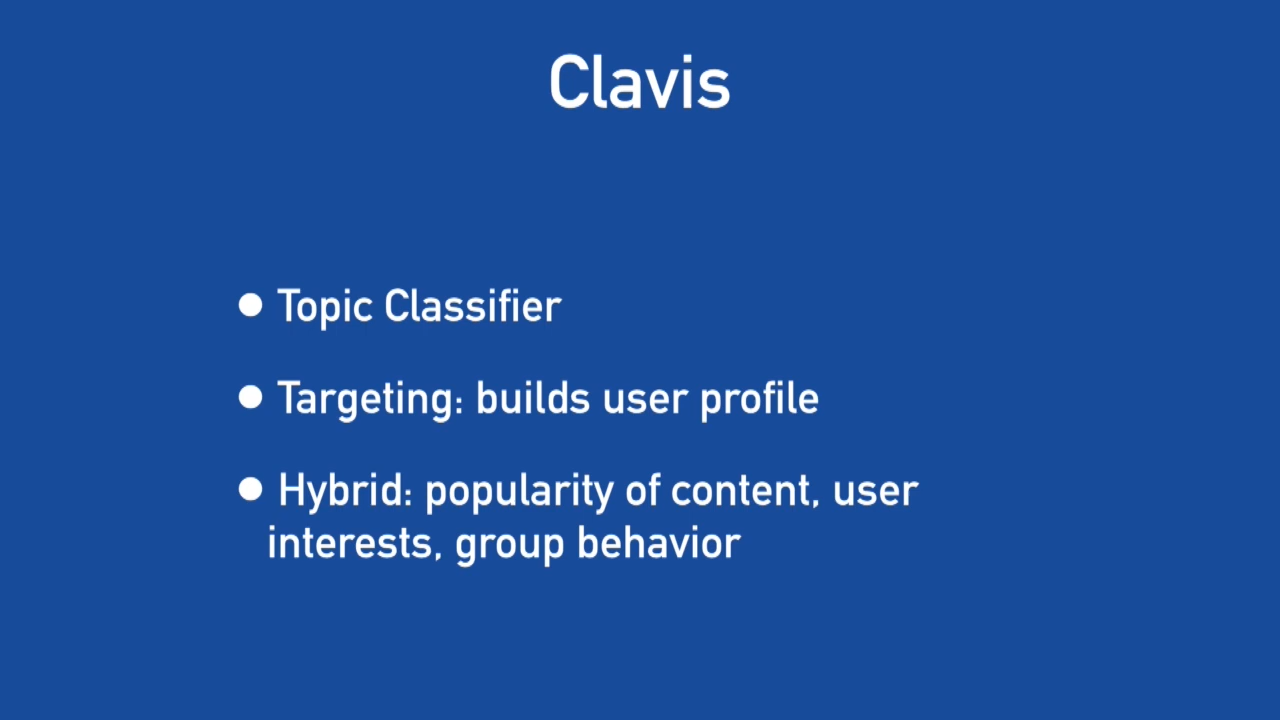 Clavis
● Topic Classifier
● Targeting: builds user profile
● Hybrid: popularity of content, user
interests, group behavior